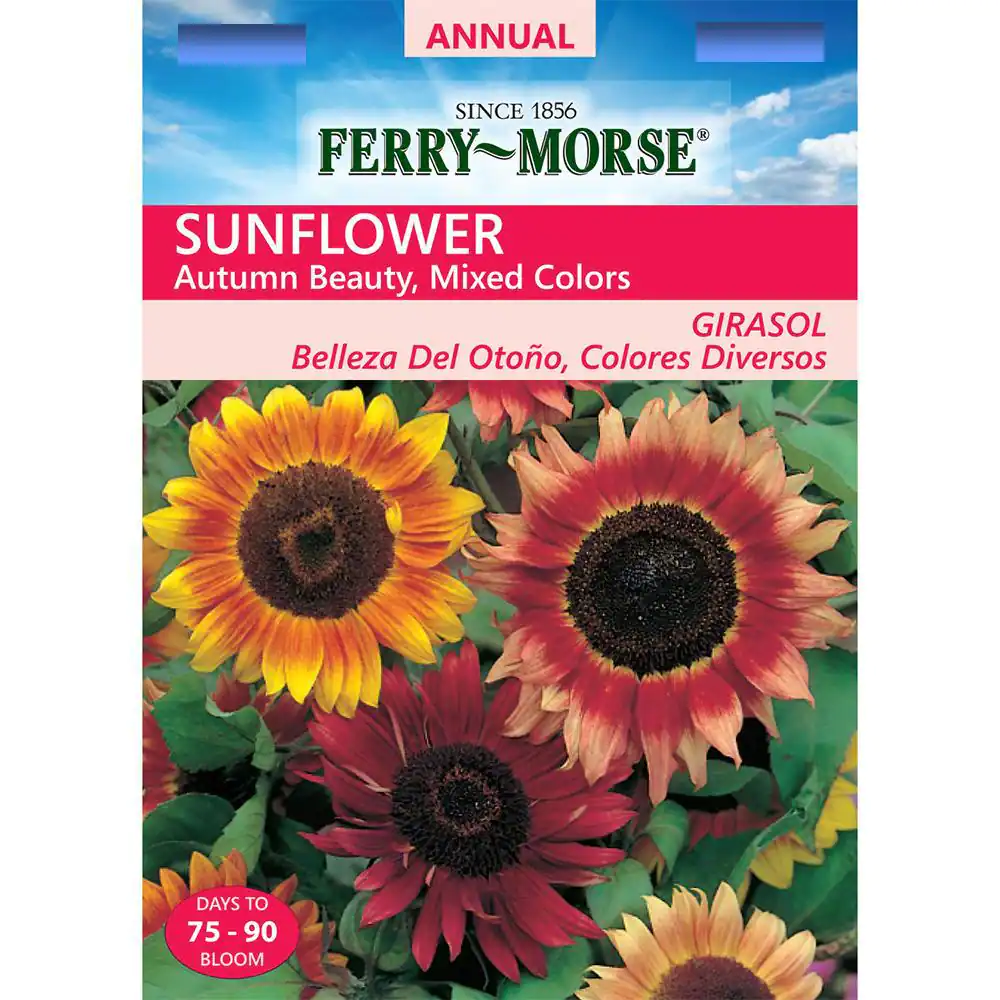 ANNUAL
SINCE 1856
FERRY~MORSE®
SUNFLOWER
Autumn Beauty, Mixed Colors
GIRASOL
Belleza Del Otoño, Colores Diversos
DAYS TO
75 - 90
BLOOM